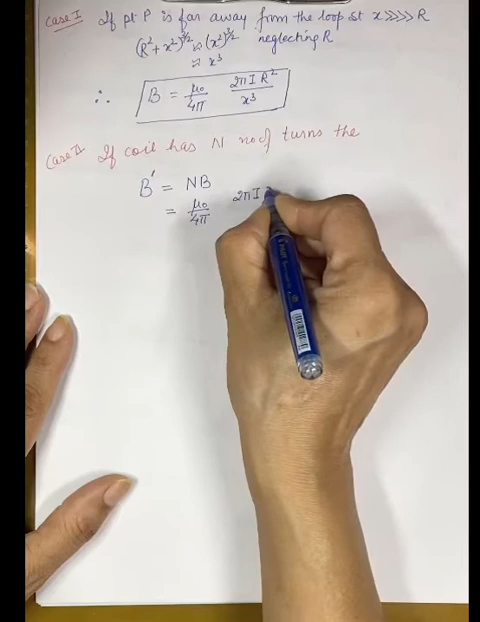 Case I If pt P is far away from the loop st x >>>> R
(R² + x²)^3/2 ≈ (x²)^3/2 neglecting R
≈ x³
∴ B = μ₀/4π 2πIR²/x³
Case II If coil has N no of turns the
B' = NB
= μ₀/4π 2πI